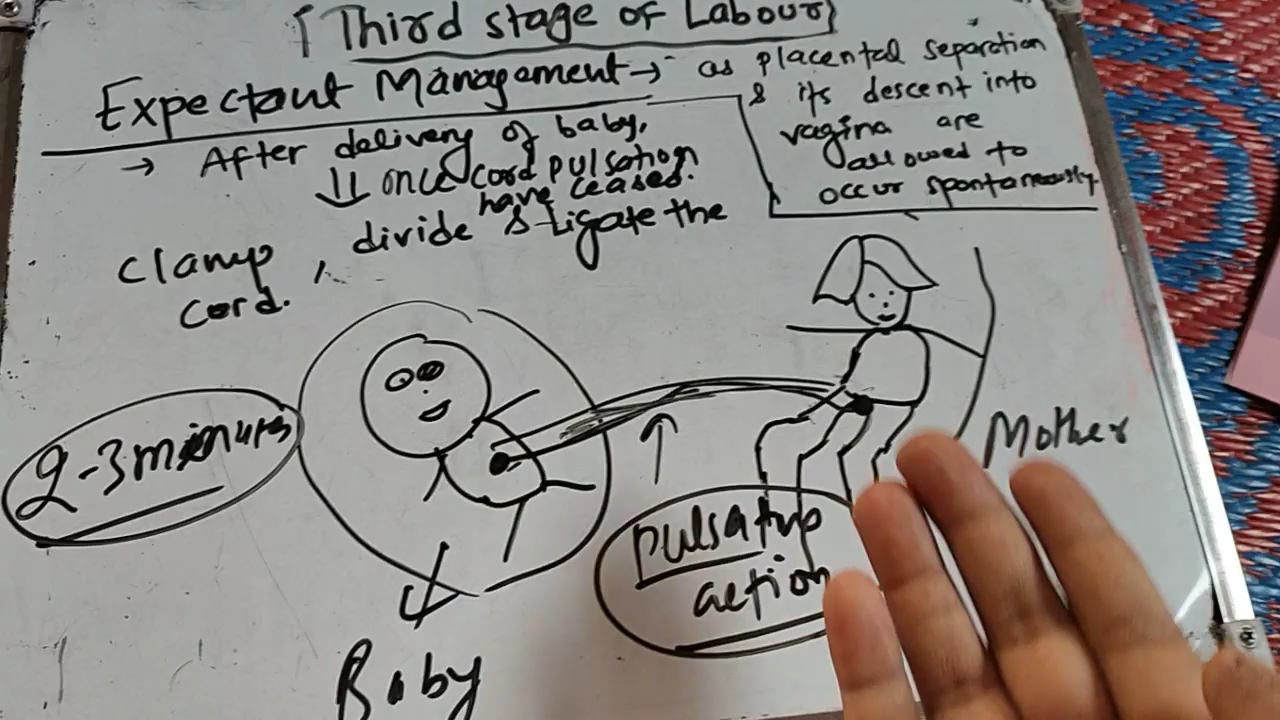 [Third stage of Labour]
Expectant Management → as placental separation
& its descent into
vagina are
allowed to
occur spontaneously.
→ After delivery of baby,
↓↓ once cord pulsation
have ceased.
clamp, divide & ligate the
cord.
2-3 minutes
Mother
pulsatup
action
Baby